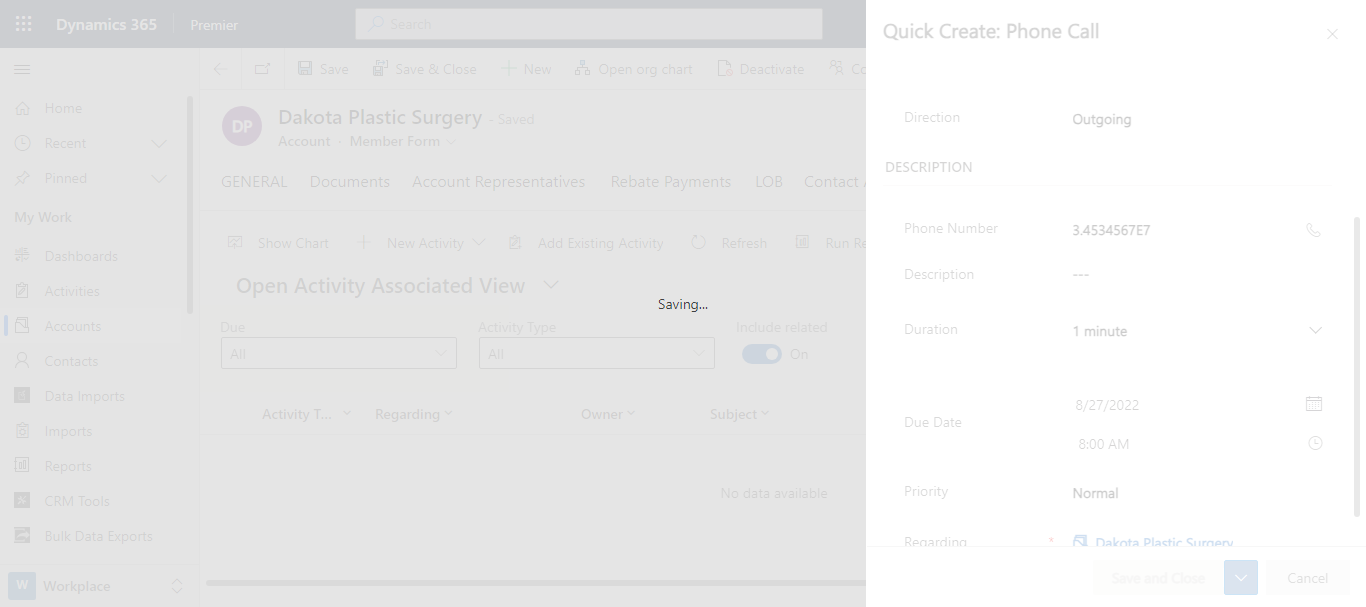 Dynamics 365
Premier
Search
Save
Save & Close
New
Open org chart
Deactivate
Home
Recent
Pinned
My Work
Dashboards
Activities
Accounts
Contacts
Data Imports
Imports
Reports
CRM Tools
Bulk Data Exports
W
Workplace
DP
Dakota Plastic Surgery - Saved
Account · Member Form
GENERAL
Documents
Account Representatives
Rebate Payments
LOB
Contact
Show Chart
New Activity
Add Existing Activity
Refresh
Run Re
Open Activity Associated View
Saving...
Due
Activity Type
Include related
All
All
On
Activity T...
Regarding
Owner
Subject
No data available
Quick Create: Phone Call
Direction
Outgoing
DESCRIPTION
Phone Number
3.4534567E7
Description
---
Duration
1 minute
Due Date
8/27/2022
8:00 AM
Priority
Normal
Regarding
*
Dakota Plastic Surgery
Save and Close
Cancel